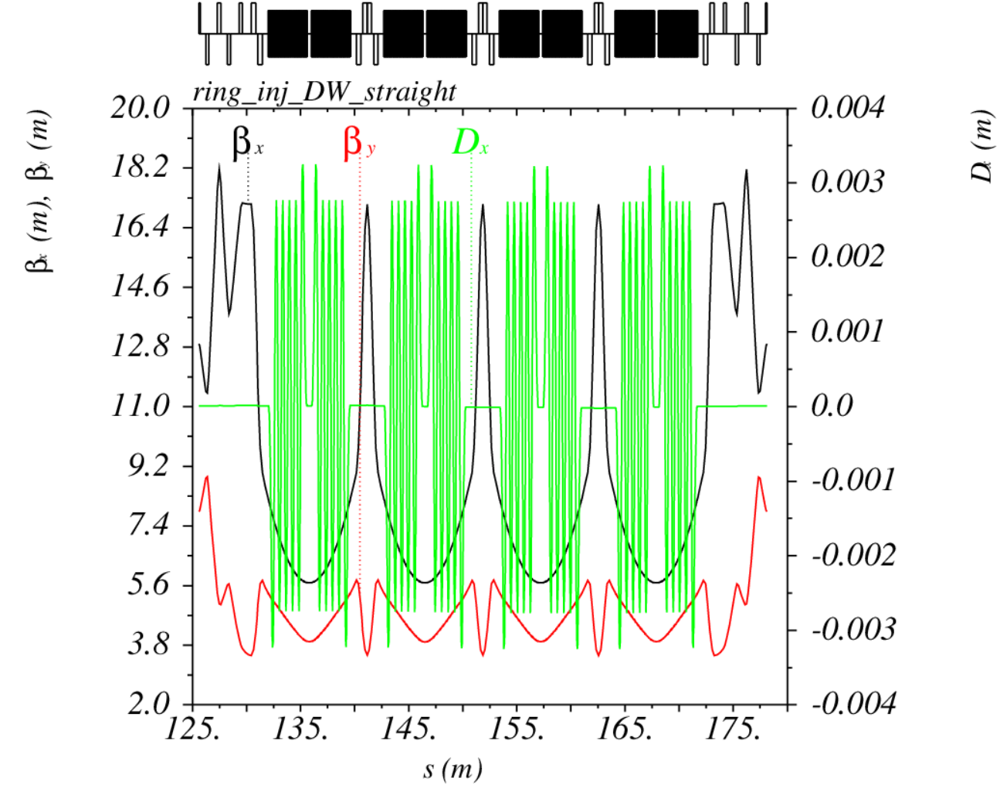 ring_inj_DW_straight
βx (m), βy (m)
20.0
18.2
16.4
14.6
12.8
11.0
9.2
7.4
5.6
3.8
2.0
βx
βy
Dx
0.004
0.003
0.002
0.001
0.0
-0.001
-0.002
-0.003
-0.004
Dx (m)
125. 135. 145. 155. 165. 175.
s (m)